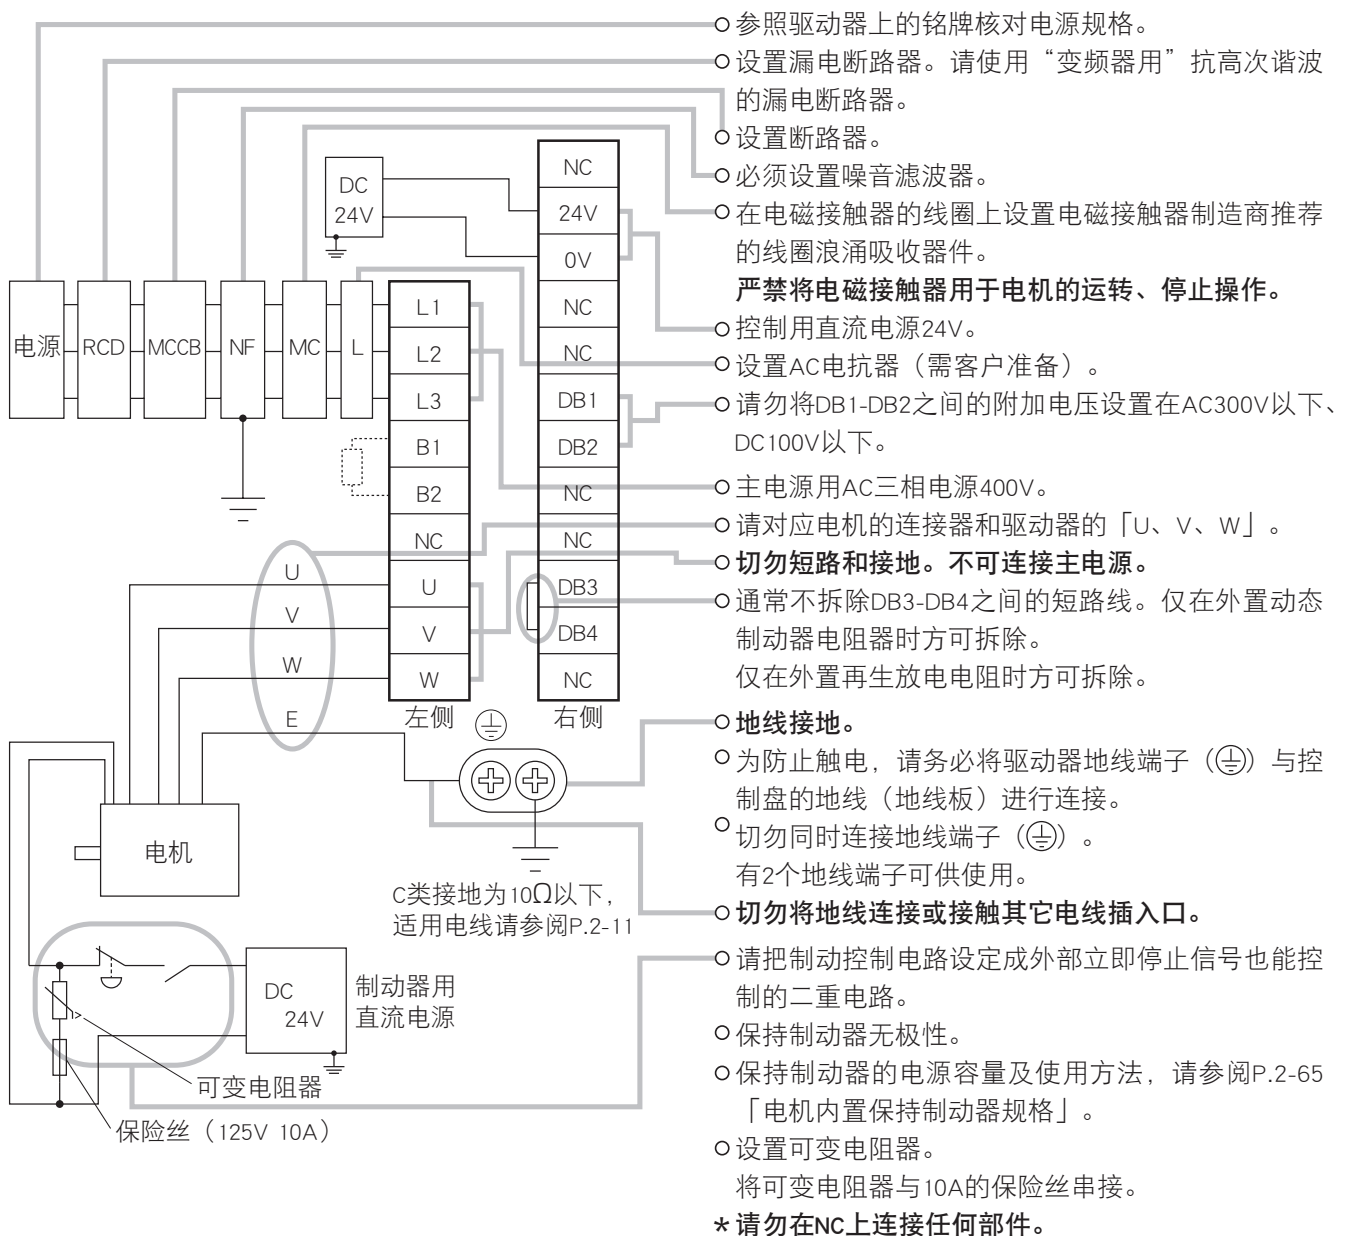 参照驱动器上的铭牌核对电源规格。
设置漏电断路器。请使用“变频器用”抗高次谐波
的漏电断路器。
设置断路器。
必须设置噪音滤波器。
在电磁接触器的线圈上设置电磁接触器制造商推荐
的线圈浪涌吸收器件。
严禁将电磁接触器用于电机的运转、停止操作。
控制用直流电源24V。
设置AC电抗器（需客户准备）。
请勿将DB1-DB2之间的附加电压设置在AC300V以下、
DC100V以下。
主电源用AC三相电源400V。
请对应电机的连接器和驱动器的「U、V、W」。
切勿短路和接地。不可连接主电源。
通常不拆除DB3-DB4之间的短路线。仅在外置动态
制动器电阻器时方可拆除。
仅在外置再生放电电阻时方可拆除。
地线接地。
为防止触电，请务必将驱动器地线端子（⏚）与控
制盘的地线（地线板）进行连接。
切勿同时连接地线端子（⏚）。
有2个地线端子可供使用。
切勿将地线连接或接触其它电线插入口。
请把制动控制电路设定成外部立即停止信号也能控
制的二重电路。
保持制动器无极性。
保持制动器的电源容量及使用方法，请参阅P.2-65
「电机内置保持制动器规格」。
设置可变电阻器。
将可变电阻器与10A的保险丝串接。
*请勿在NC上连接任何部件。
DC
24V
电源
RCD
MCCB
NF
MC
L
L1
L2
L3
B1
B2
NC
U
V
W
左侧
NC
24V
0V
NC
NC
DB1
DB2
NC
NC
DB3
DB4
NC
右侧
U
V
W
E
电机
C类接地为10Ω以下，
适用电线请参阅P.2-11
DC
24V
制动器用
直流电源
可变电阻器
保险丝（125V 10A）